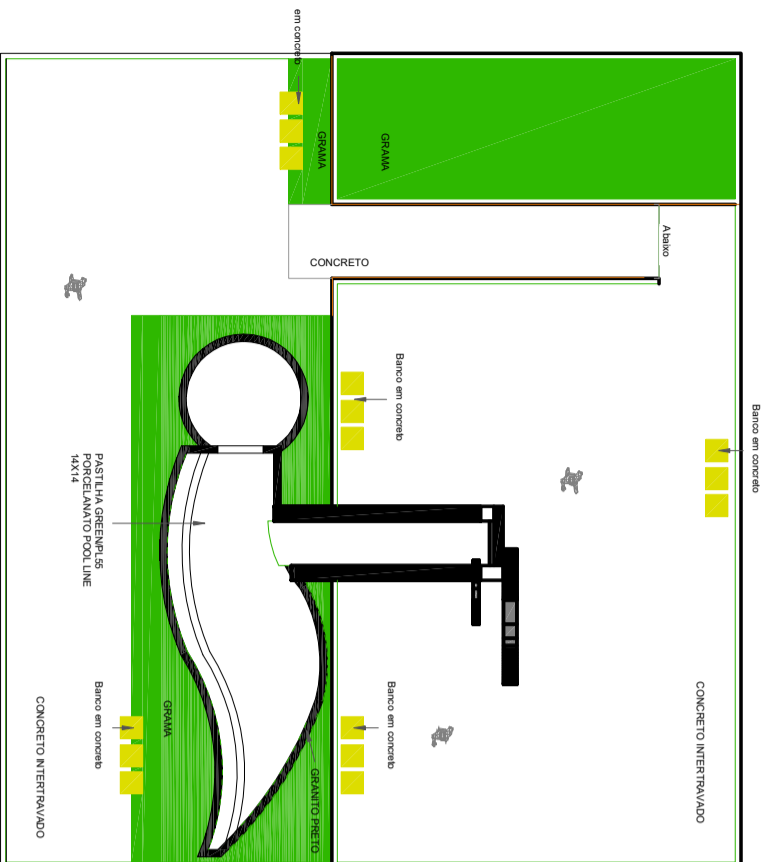 em concreto
GRAMA
GRAMA
Abaixo
CONCRETO
Banco em concreto
Banco em concreto
PASTILHA GREENPL55
PORCELANATO POOL LINE
14X14
Banco em concreto
GRAMA
Banco em concreto
CONCRETO INTERTRAVADO
GRANITO PRETO
CONCRETO INTERTRAVADO